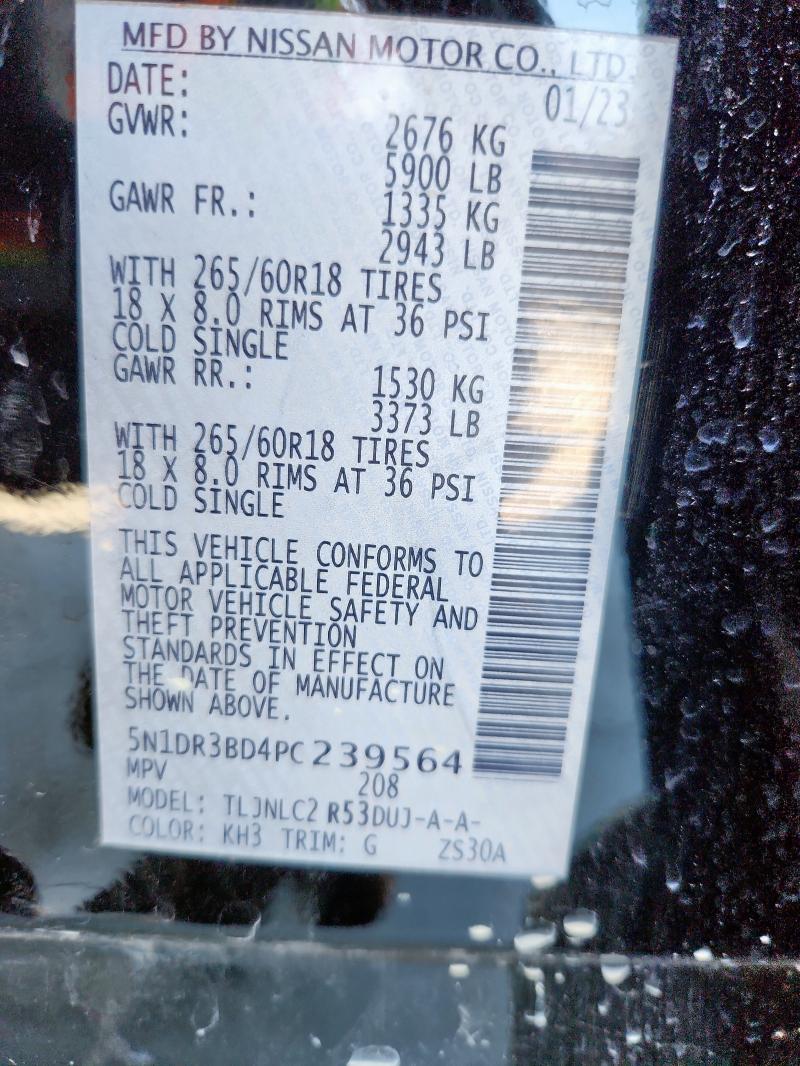 MFD BY NISSAN MOTOR CO., LTD.
DATE: 01/23
GVWR: 2676 KG
5900 LB
GAWR FR.: 1335 KG
2943 LB
WITH 265/60R18 TIRES
18 X 8.0 RIMS AT 36 PSI
COLD SINGLE
GAWR RR.: 1530 KG
3373 LB
WITH 265/60R18 TIRES
18 X 8.0 RIMS AT 36 PSI
COLD SINGLE
THIS VEHICLE CONFORMS TO
ALL APPLICABLE FEDERAL
MOTOR VEHICLE SAFETY AND
THEFT PREVENTION
STANDARDS IN EFFECT ON
THE DATE OF MANUFACTURE
SHOWN ABOVE.
5N1DR3BD4PC239564
MPV 208
MODEL: TLJNLC2 R53DUJ-A-A-
COLOR: KH3 TRIM: G ZS30A